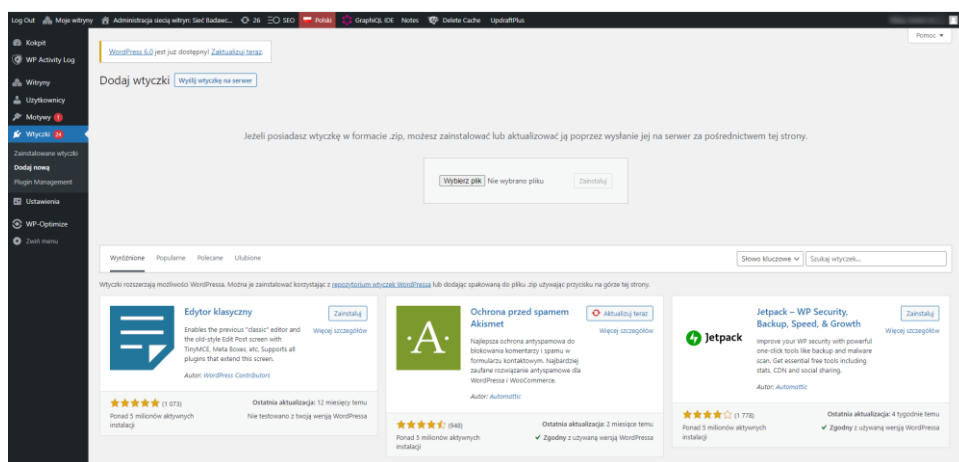 Log Out Moje witryny Administracja siecią witryn: Sieć Badawc... 26 SEO Polski GraphiQL IDE Notes Delete Cache UpdraftPlus
Kokpit
WP Activity Log
Witryny
Użytkownicy
Motywy 1
Wtyczki 24
Zainstalowane wtyczki
Dodaj nową
Plugin Management
Ustawienia
WP-Optimize
Zwiń menu
Pomoc
WordPress 6.0 jest już dostępny! Zaktualizuj teraz.
Dodaj wtyczki Wyślij wtyczkę na serwer
Jeżeli posiadasz wtyczkę w formacie .zip, możesz zainstalować lub aktualizować ją poprzez wysłanie jej na serwer za pośrednictwem tej strony.
Wybierz plik Nie wybrano pliku Zainstaluj
Wyróżnione Popularne Polecane Ulubione Słowo kluczowe Szukaj wtyczek...
Wtyczki rozszerzają możliwości WordPressa. Można je zainstalować korzystając z repozytorium wtyczek WordPressa lub dodając spakowaną do pliku .zip używając przycisku na górze tej strony.
Edytor klasyczny
Zainstaluj
Więcej szczegółów
Enables the previous "classic" editor and
the old-style Edit Post screen with
TinyMCE, Meta Boxes, etc. Supports all
plugins that extend this screen.
Autor: WordPress Contributors
(1 073)
Ostatnia aktualizacja: 12 miesięcy temu
Ponad 5 milionów aktywnych
instalacji
Nie testowano z twoją wersją WordPressa
·A·
Ochrona przed spamem
Akismet
Aktualizuj teraz
Więcej szczegółów
Najlepsza ochrona antyspamowa do
blokowania komentarzy i spamu w
formularzu kontaktowym. Najbardziej
zaufane rozwiązanie antyspamowe dla
WordPressa i WooCommerce.
Autor: Automattic
(948)
Ostatnia aktualizacja: 2 miesiące temu
Ponad 5 milionów aktywnych
instalacji
Zgodny z używaną wersją WordPressa
Jetpack
Jetpack – WP Security,
Backup, Speed, & Growth
Zainstaluj
Więcej szczegółów
Improve your WP security with powerful
one-click tools like backup and malware
scan. Get essential free tools including
stats, CDN and social sharing.
Autor: Automattic
(1 778)
Ostatnia aktualizacja: 4 tygodnie temu
Ponad 5 milionów aktywnych
instalacji
Zgodny z używaną wersją WordPressa